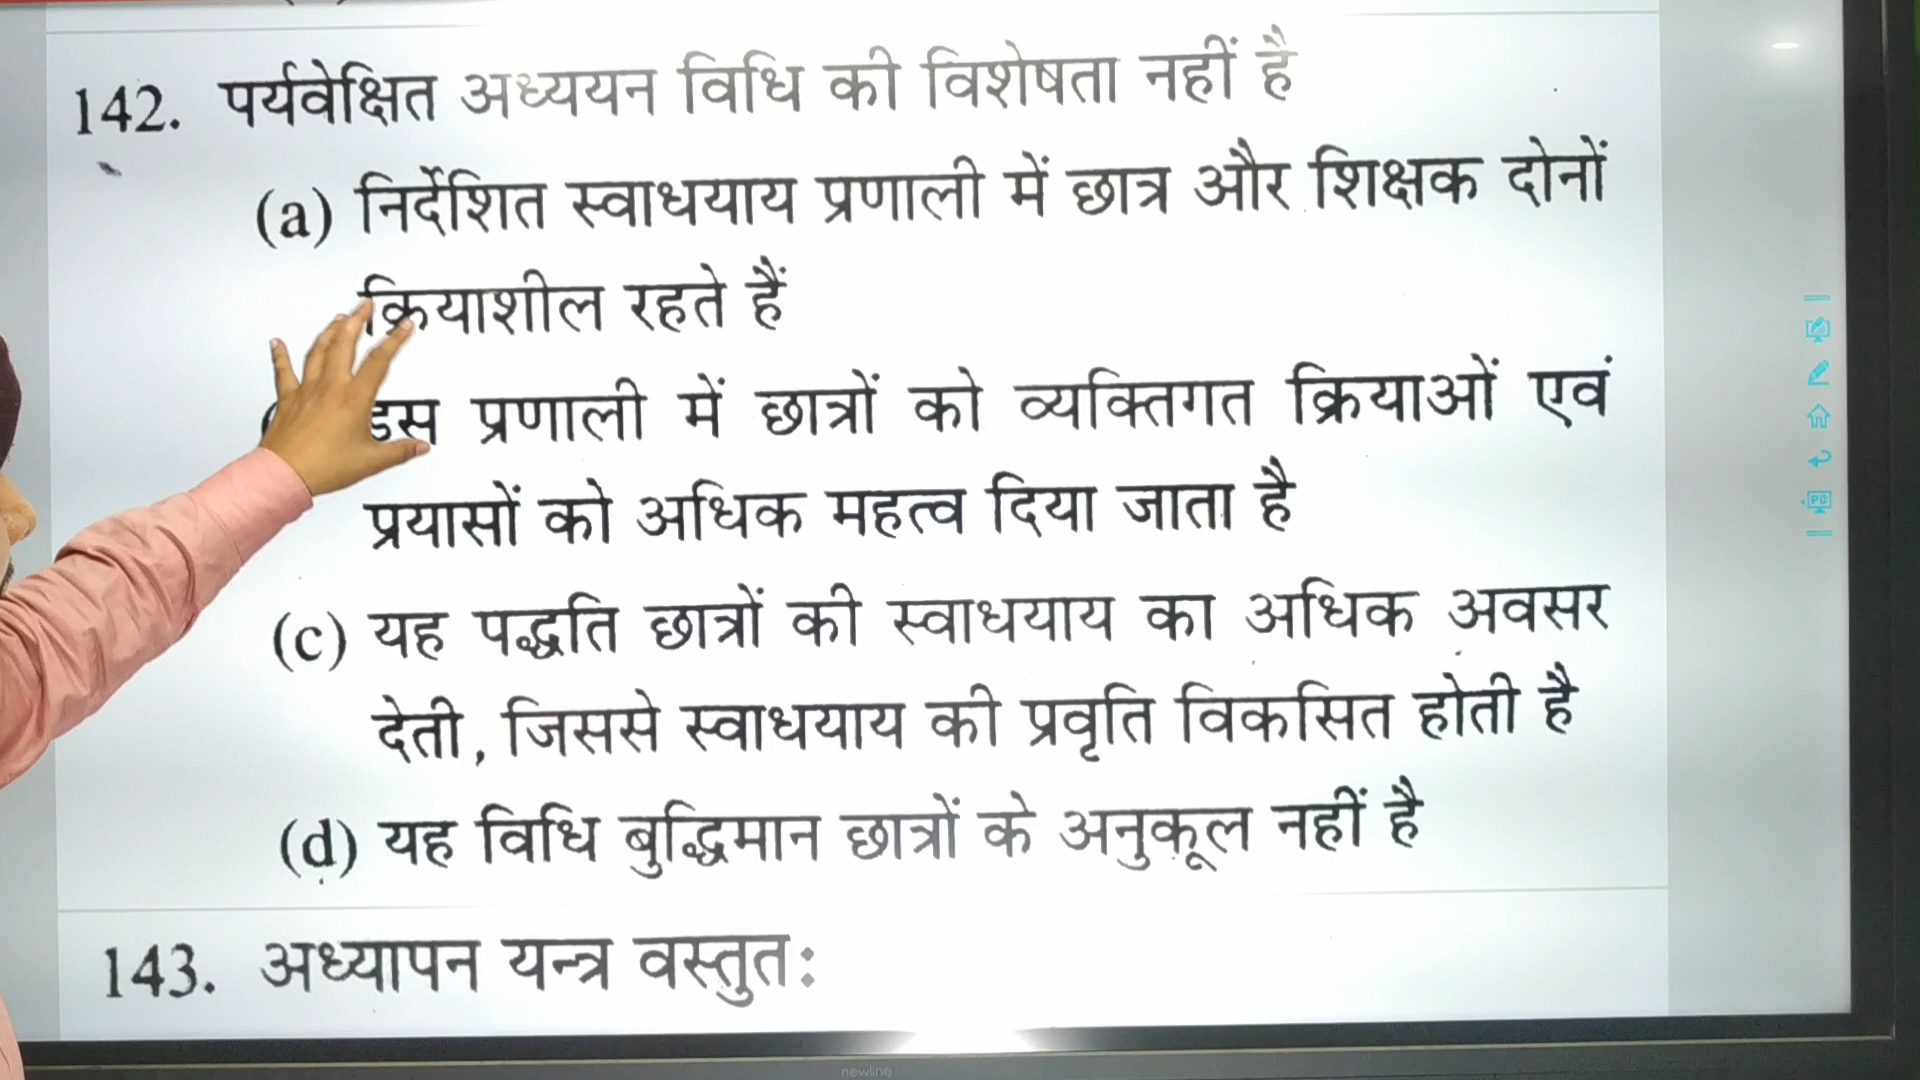 142. पर्यवेक्षित अध्ययन विधि की विशेषता नहीं है
(a) निर्देशित स्वाधयाय प्रणाली में छात्र और शिक्षक दोनों
क्रियाशील रहते हैं
इस प्रणाली में छात्रों को व्यक्तिगत क्रियाओं एवं
प्रयासों को अधिक महत्व दिया जाता है
(c) यह पद्धति छात्रों की स्वाधयाय का अधिक अवसर
देती, जिससे स्वाधयाय की प्रवृति विकसित होती है
(d) यह विधि बुद्धिमान छात्रों के अनुकूल नहीं है
143. अध्यापन यन्त्र वस्तुतः
newline